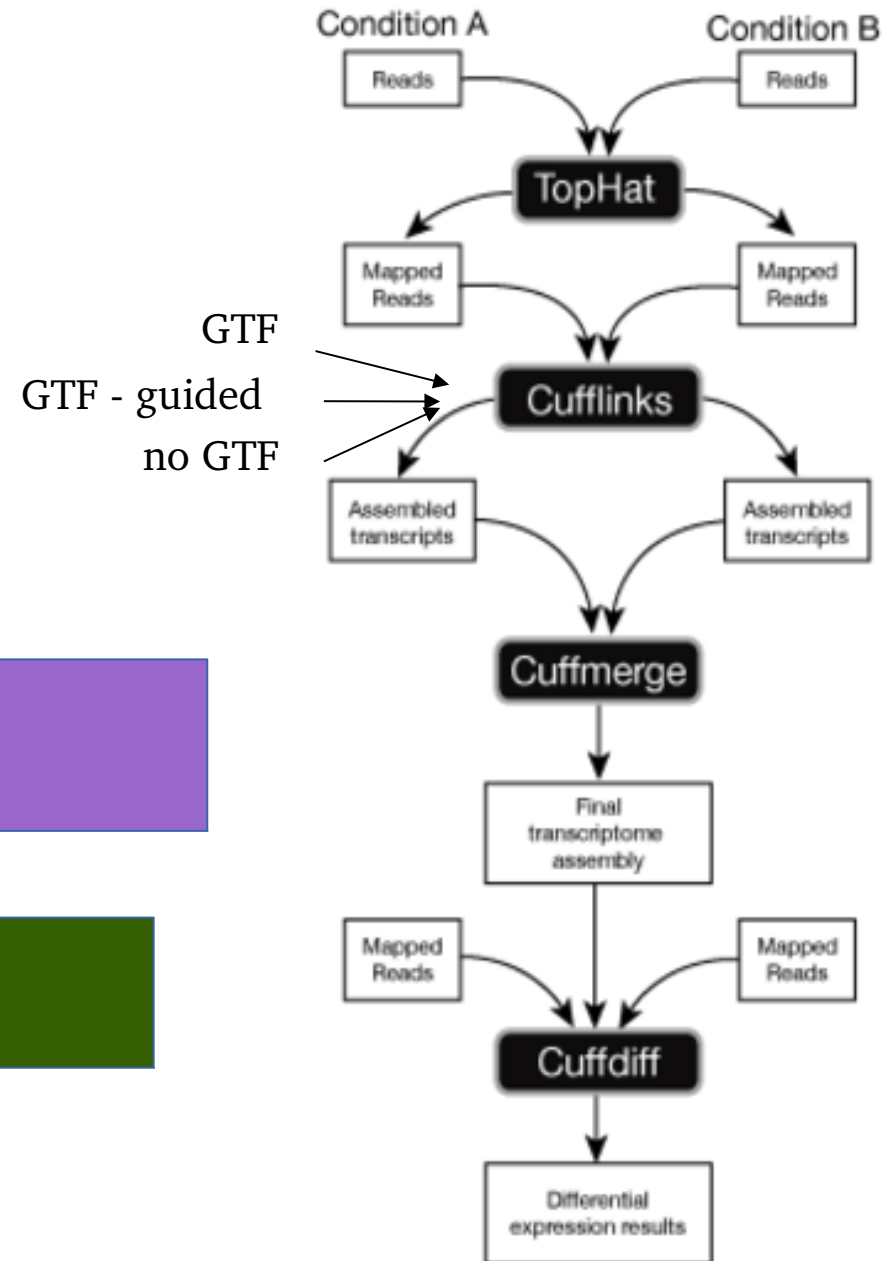 Condition A
Condition B
Reads
Reads
TopHat
Mapped
Reads
Mapped
Reads
GTF
GTF - guided
no GTF
Cufflinks
Assembled
transcripts
Assembled
transcripts
Cuffmerge
Final
transcriptome
assembly
Mapped
Reads
Mapped
Reads
Cuffdiff
Differential
expression results